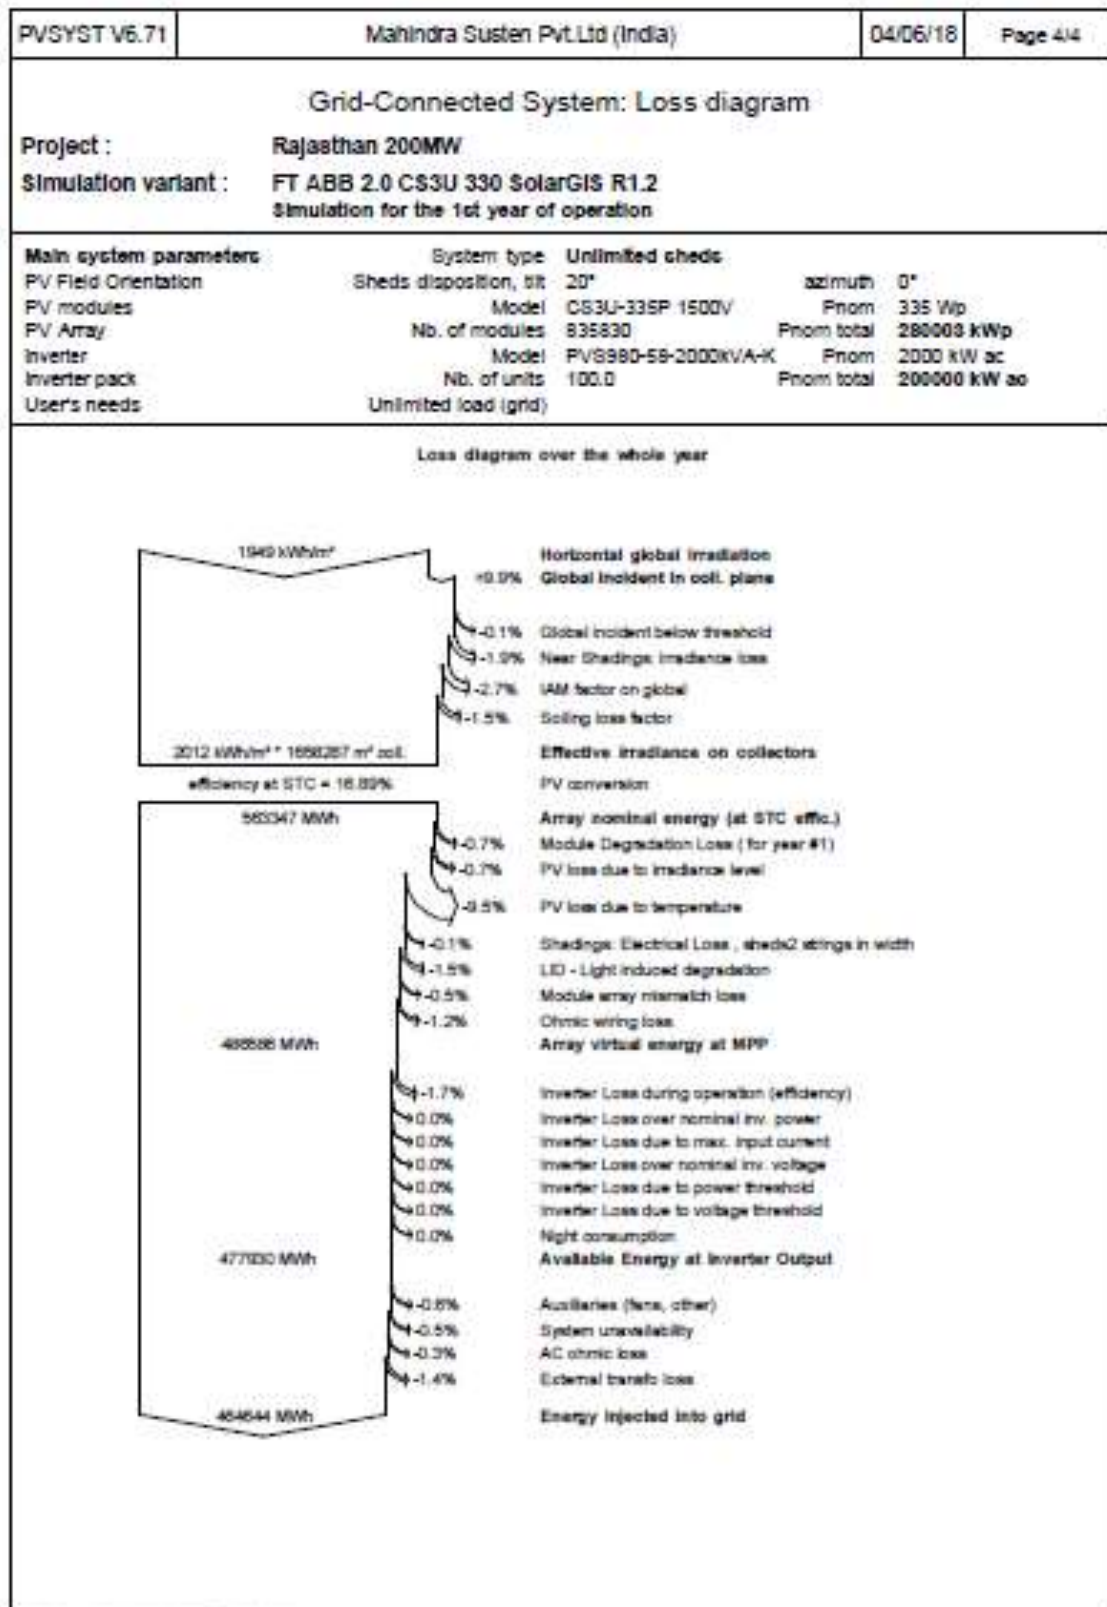 PVSYST V6.71 Mahindra Susten Pvt.Ltd (India) 04/06/18 Page 4/4
Grid-Connected System: Loss diagram
Project : Rajasthan 200MW
Simulation variant : FT ABB 2.0 CS3U 330 SolarGIS R1.2
Simulation for the 1st year of operation
Main system parameters System type Unlimited sheds
PV Field Orientation Sheds disposition, tilt 20° azimuth 0°
PV modules Model CS3U-335P 1500V Pnom 335 Wp
PV Array Nb. of modules 835830 Pnom total 280003 kWp
Inverter Model PVS980-58-2000kVA-K Pnom 2000 kW ac
Inverter pack Nb. of units 100.0 Pnom total 200000 kW ac
User's needs Unlimited load (grid)
Loss diagram over the whole year
1949 kWh/m² Horizontal global irradiation
+9.9% Global incident in coll. plane
-0.1% Global incident below threshold
-1.9% Near Shadings: irradiance loss
-2.7% IAM factor on global
-1.5% Soiling loss factor
2012 kWh/m² * 1658287 m² coll. Effective irradiance on collectors
efficiency at STC = 16.89% PV conversion
563347 MWh Array nominal energy (at STC effic.)
-0.7% Module Degradation Loss ( for year #1)
-0.7% PV loss due to irradiance level
-9.5% PV loss due to temperature
-0.1% Shadings: Electrical Loss , sheds2 strings in width
-1.5% LID - Light induced degradation
-0.5% Module array mismatch loss
-1.2% Ohmic wiring loss
MWh Array virtual energy at MPP
-1.7% Inverter Loss during operation (efficiency)
0.0% Inverter Loss over nominal inv. power
0.0% Inverter Loss due to max. input current
0.0% Inverter Loss over nominal inv. voltage
0.0% Inverter Loss due to power threshold
0.0% Inverter Loss due to voltage threshold
0.0% Night consumption
477930 MWh Available Energy at Inverter Output
Auxiliaries (fans, other)
-0.5% System unavailability
-0.3% AC ohmic loss
-1.4% External transfo loss
464644 MWh Energy injected into grid